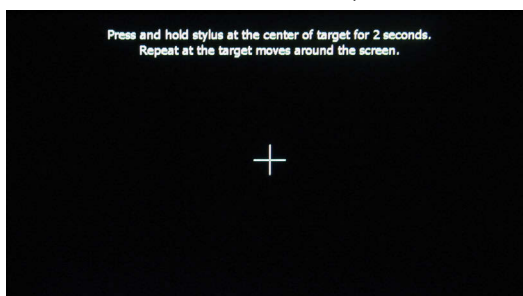 Press and hold stylus at the center of target for 2 seconds.
Repeat at the target moves around the screen.